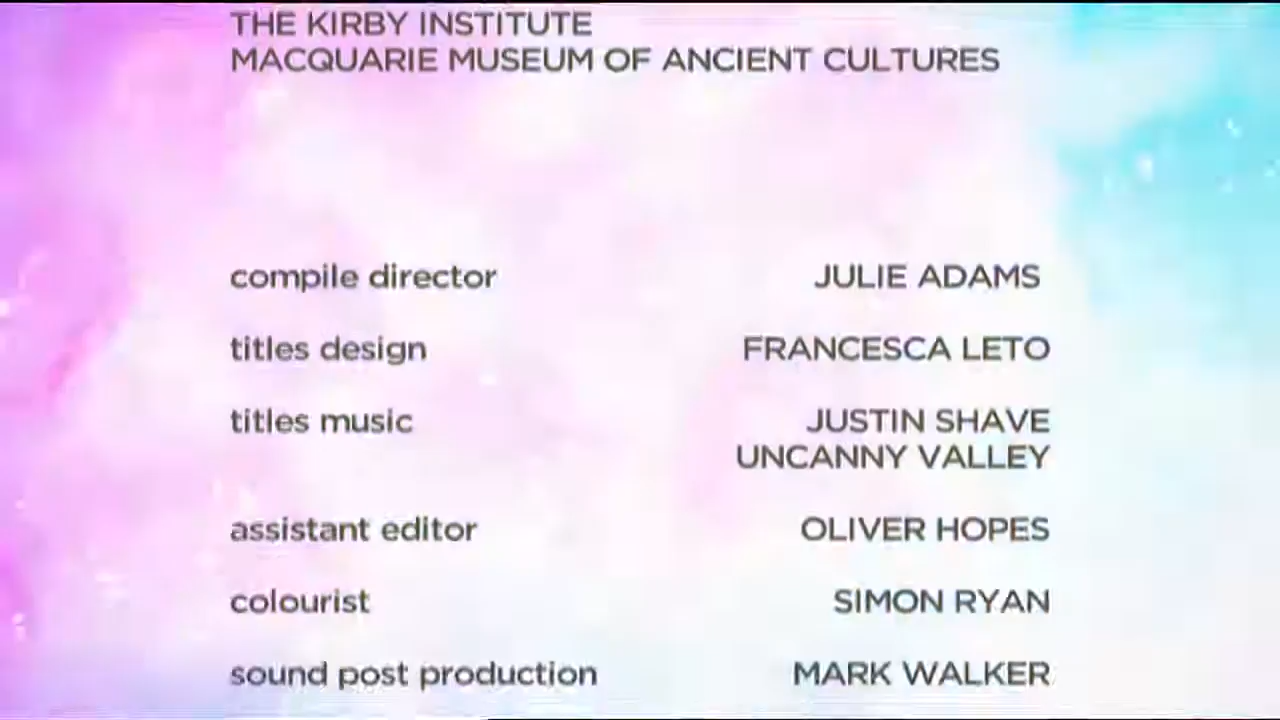 THE KIRBY INSTITUTE
MACQUARIE MUSEUM OF ANCIENT CULTURES
compile director JULIE ADAMS
titles design FRANCESCA LETO
titles music JUSTIN SHAVE
UNCANNY VALLEY
assistant editor OLIVER HOPES
colourist SIMON RYAN
sound post production MARK WALKER